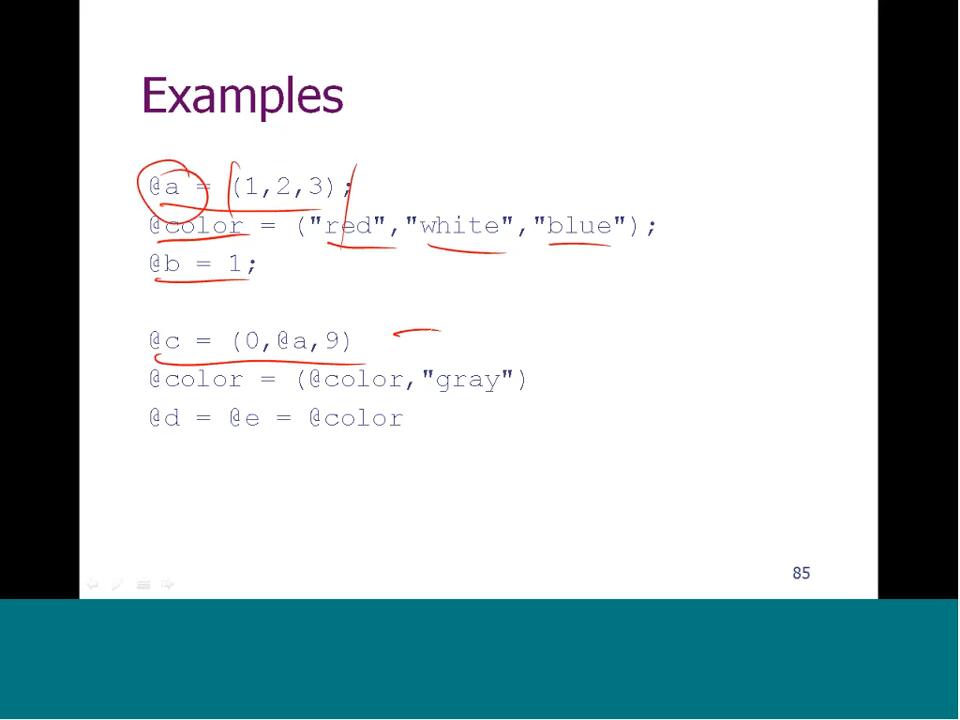 Examples
@a = (1,2,3);
@color = ("red","white","blue");
@b = 1;
@c = (0,@a,9)
@color = (@color,"gray")
@d = @e = @color
85